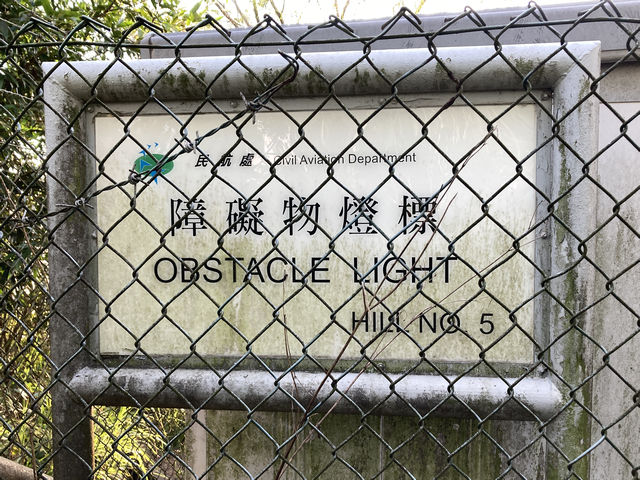 民航處 Civil Aviation Department
障礙物燈標
OBSTACLE LIGHT
HILL NO. 5